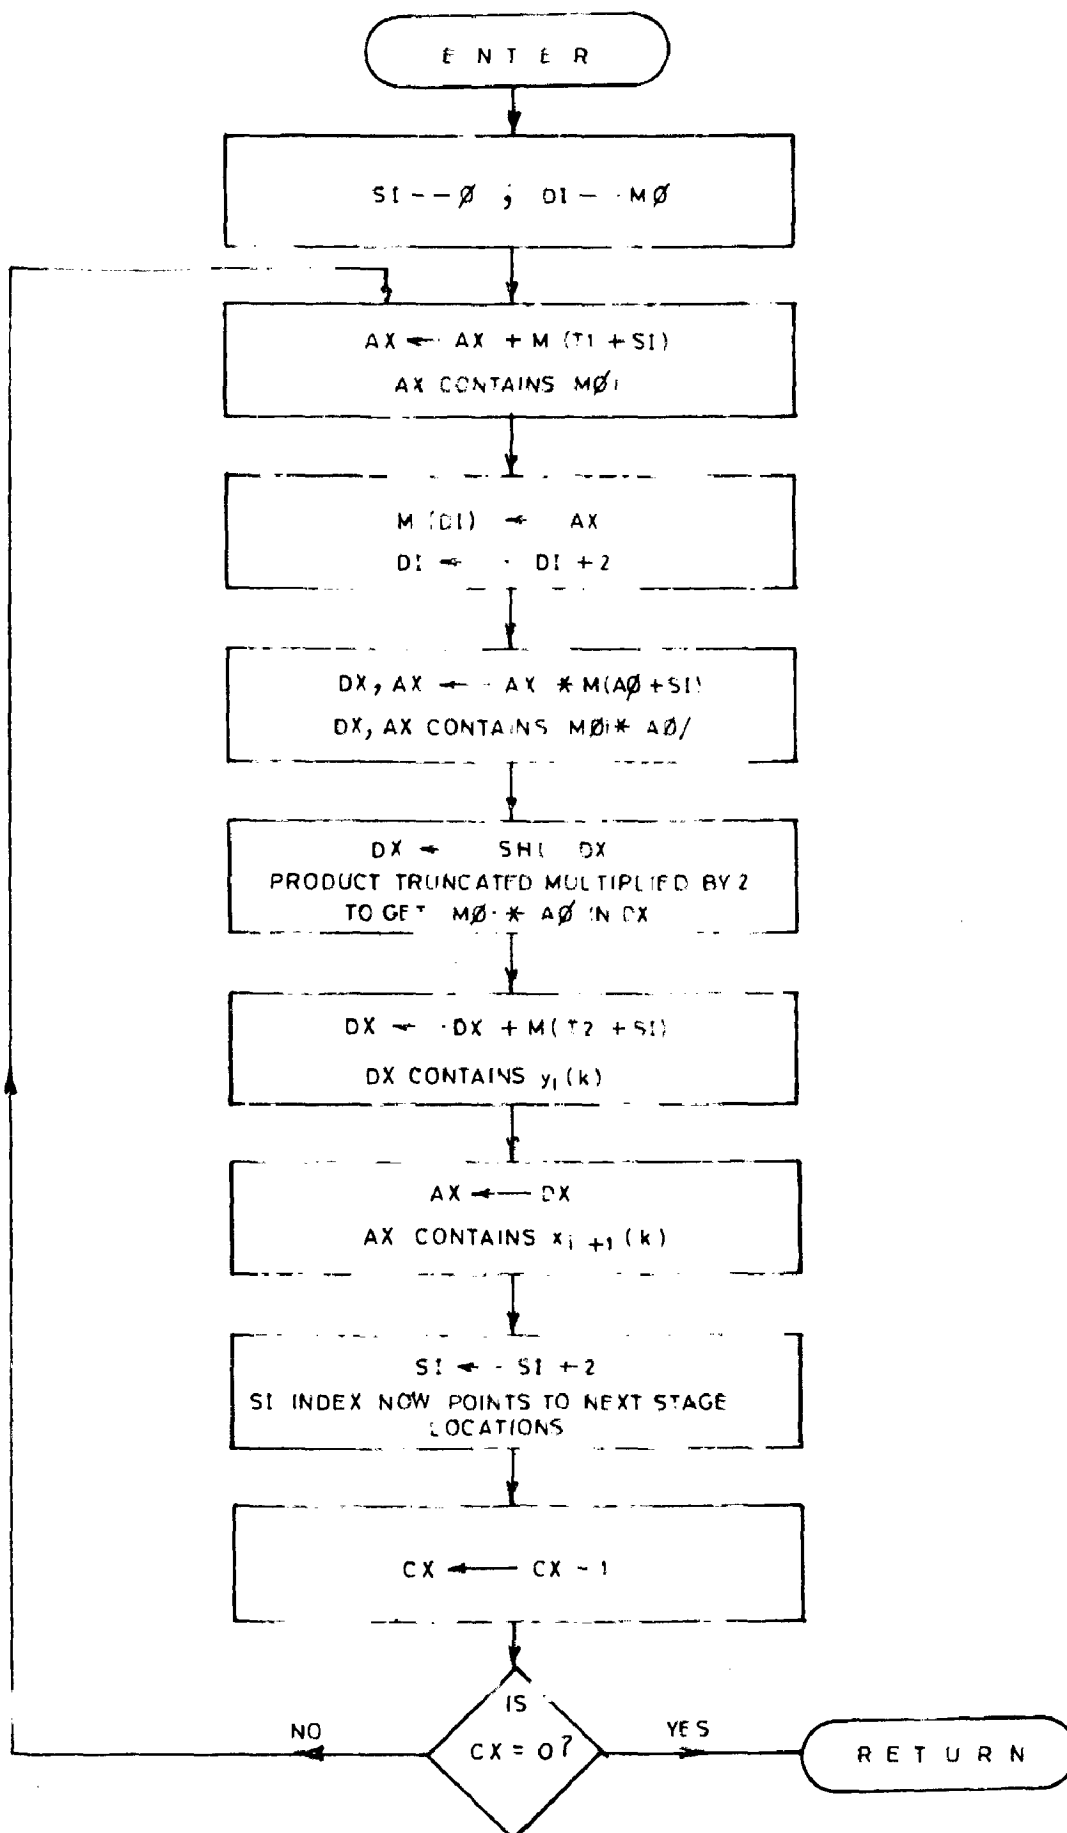 ENTER
SI ← Ø ; DI ← MØ
AX ← AX + M (T1 + SI)
AX CONTAINS MØi
M (DI) ← AX
DI ← DI + 2
DX, AX ← AX * M(AØ + SI)
DX, AX CONTAINS MØi * AØ/
DX ← SHL DX
PRODUCT TRUNCATED MULTIPLIED BY 2
TO GET MØi * AØ IN DX
DX ← DX + M(T2 + SI)
DX CONTAINS yi(k)
AX ← DX
AX CONTAINS xi+1(k)
SI ← SI + 2
SI INDEX NOW POINTS TO NEXT STAGE
LOCATIONS
CX ← CX - 1
IS
CX = 0?
NO
YES
RETURN